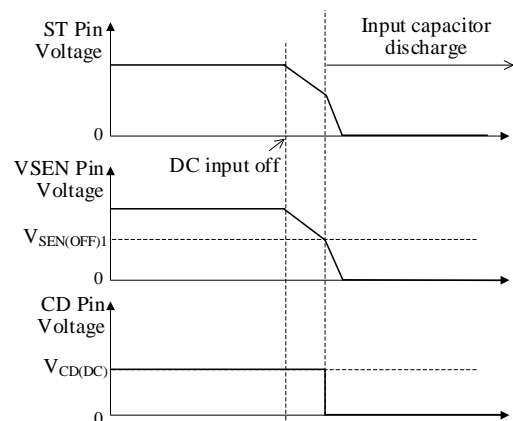 ST Pin
Voltage
Input capacitor
discharge
0
DC input off
VSEN Pin
Voltage
VSEN(OFF)1
0
CD Pin
Voltage
VCD(DC)
0